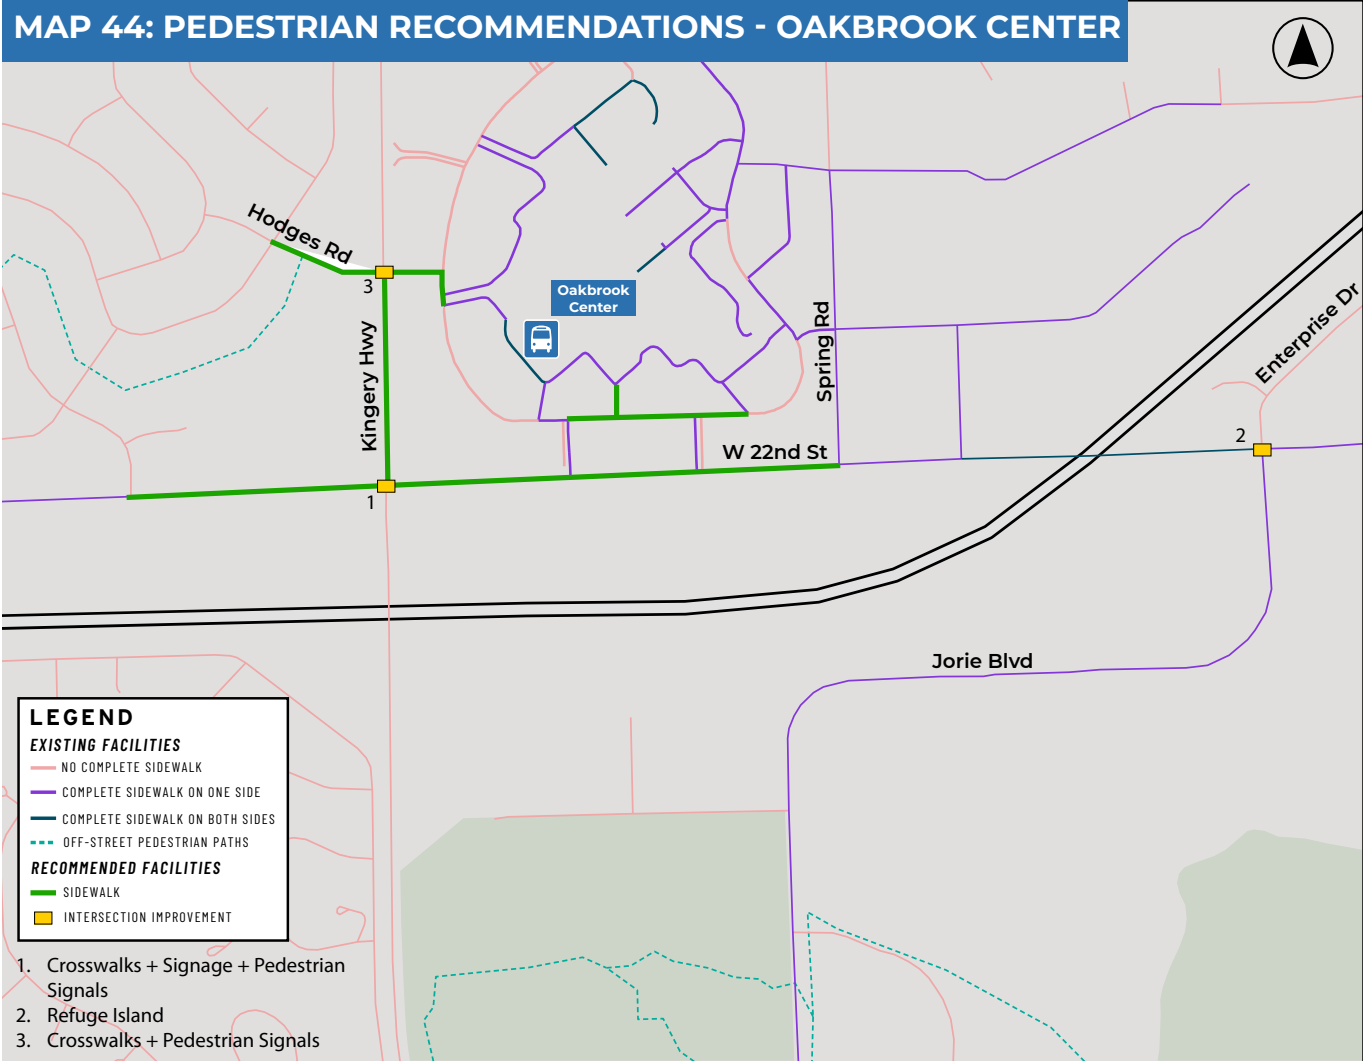 MAP 44: PEDESTRIAN RECOMMENDATIONS - OAKBROOK CENTER
Hodges Rd
3
Oakbrook
Center
Kingery Hwy
Spring Rd
Enterprise Dr
W 22nd St
2
1
Jorie Blvd
LEGEND
EXISTING FACILITIES
NO COMPLETE SIDEWALK
COMPLETE SIDEWALK ON ONE SIDE
COMPLETE SIDEWALK ON BOTH SIDES
OFF-STREET PEDESTRIAN PATHS
RECOMMENDED FACILITIES
SIDEWALK
INTERSECTION IMPROVEMENT
1. Crosswalks + Signage + Pedestrian
Signals
2. Refuge Island
3. Crosswalks + Pedestrian Signals